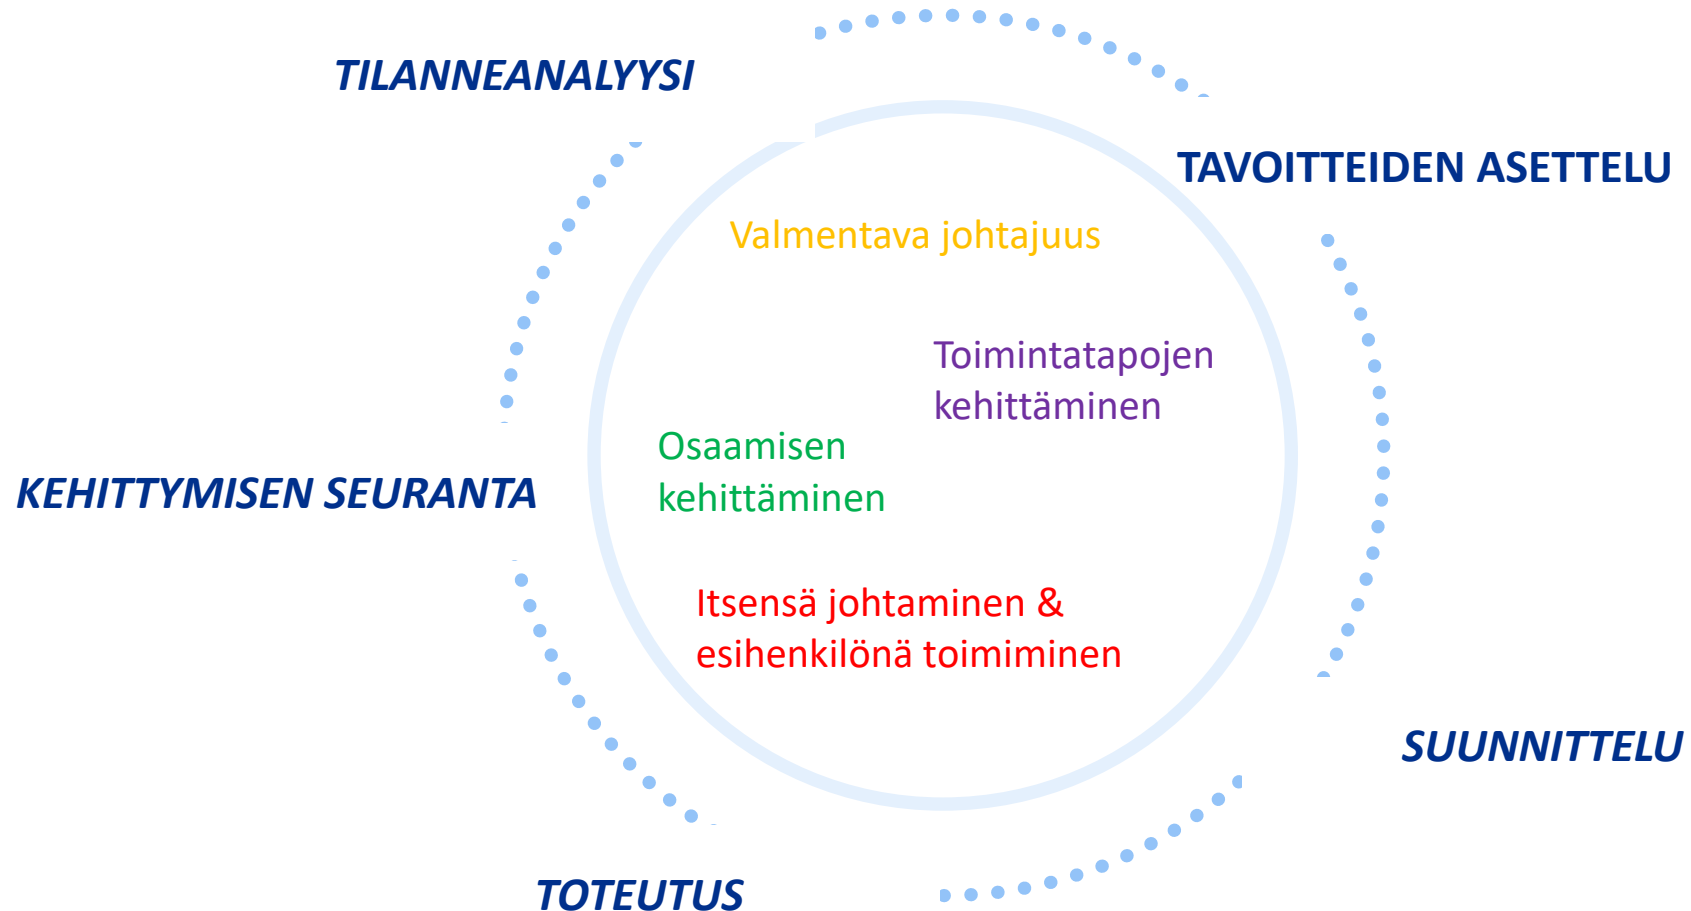 TILANNEANALYYSI
TAVOITTEIDEN ASETTELU
Valmentava johtajuus
Toimintatapojen
kehittäminen
Osaamisen
kehittäminen
KEHITTYMISEN SEURANTA
Itsensä johtaminen &
esihenkilönä toimiminen
SUUNNITTELU
TOTEUTUS